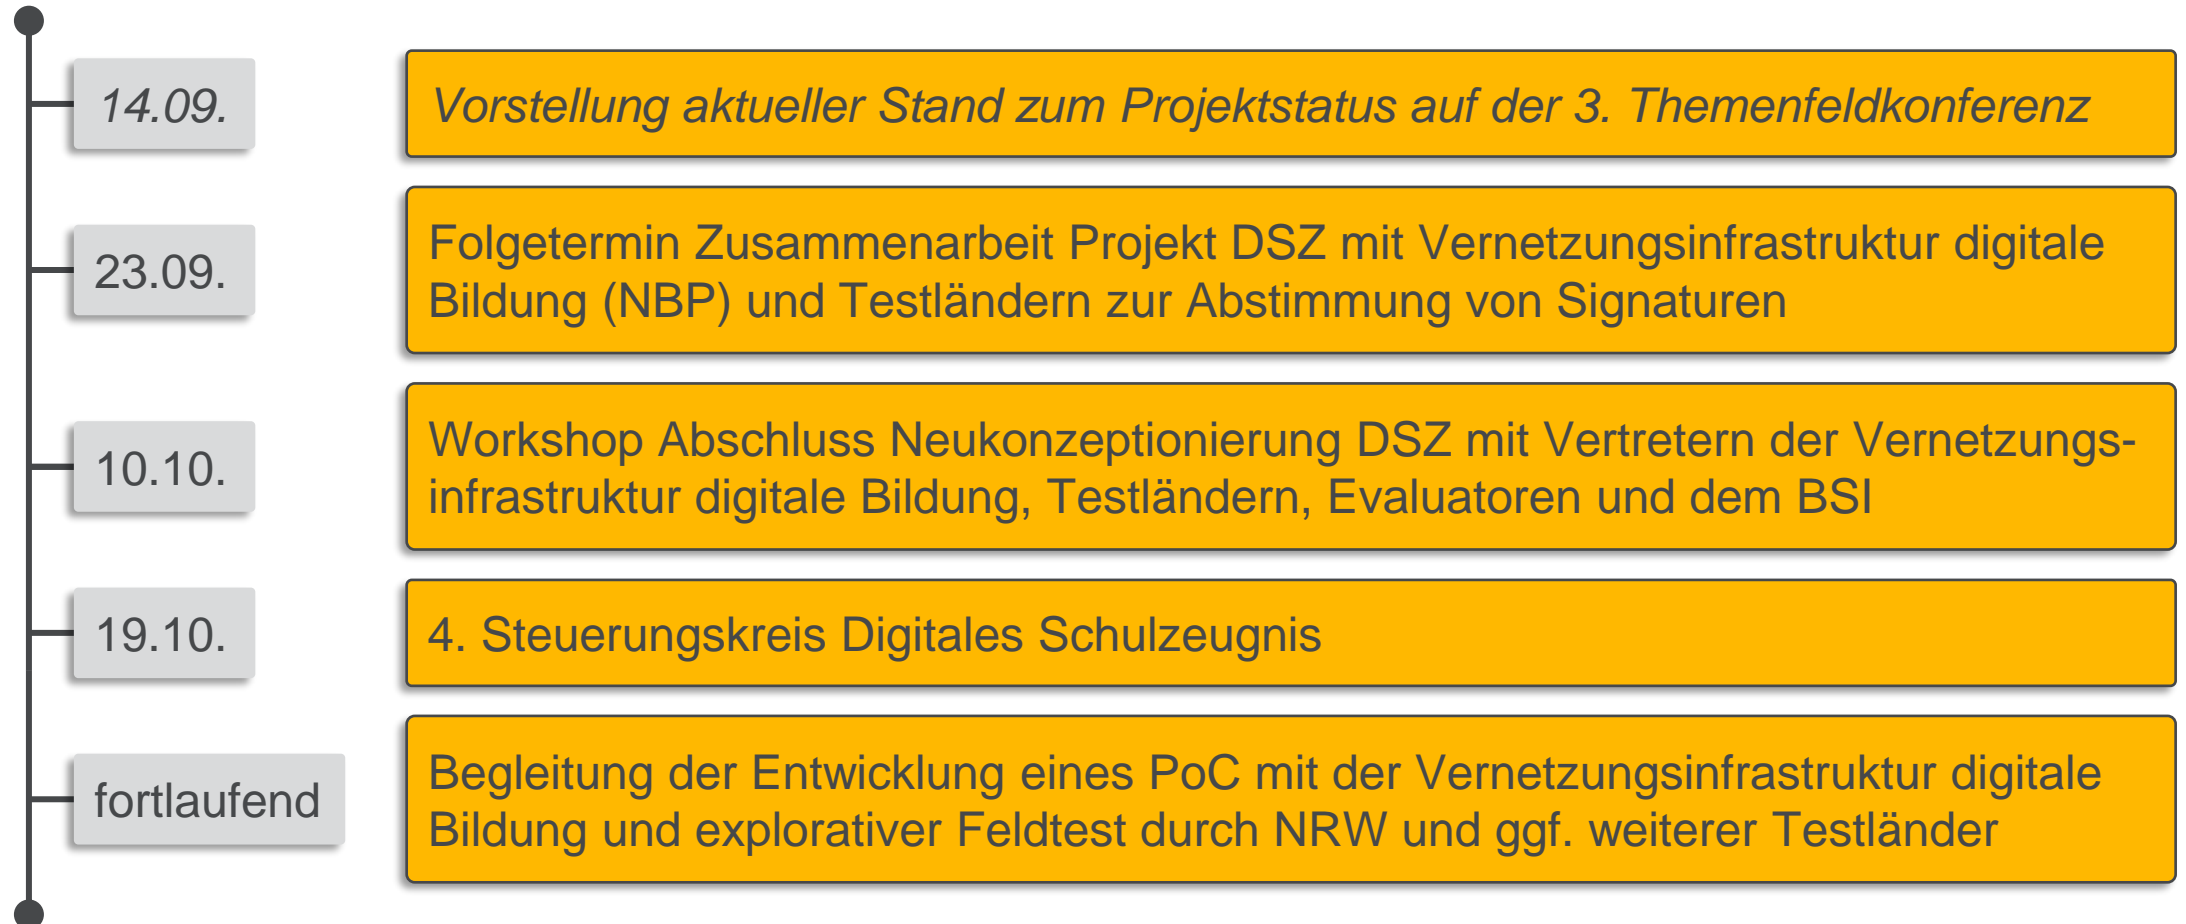 14.09.
Vorstellung aktueller Stand zum Projektstatus auf der 3. Themenfeldkonferenz
23.09.
Folgetermin Zusammenarbeit Projekt DSZ mit Vernetzungsinfrastruktur digitale
Bildung (NBP) und Testländern zur Abstimmung von Signaturen
10.10.
Workshop Abschluss Neukonzeptionierung DSZ mit Vertretern der Vernetzungs-
infrastruktur digitale Bildung, Testländern, Evaluatoren und dem BSI
19.10.
4. Steuerungskreis Digitales Schulzeugnis
fortlaufend
Begleitung der Entwicklung eines PoC mit der Vernetzungsinfrastruktur digitale
Bildung und explorativer Feldtest durch NRW und ggf. weiterer Testländer